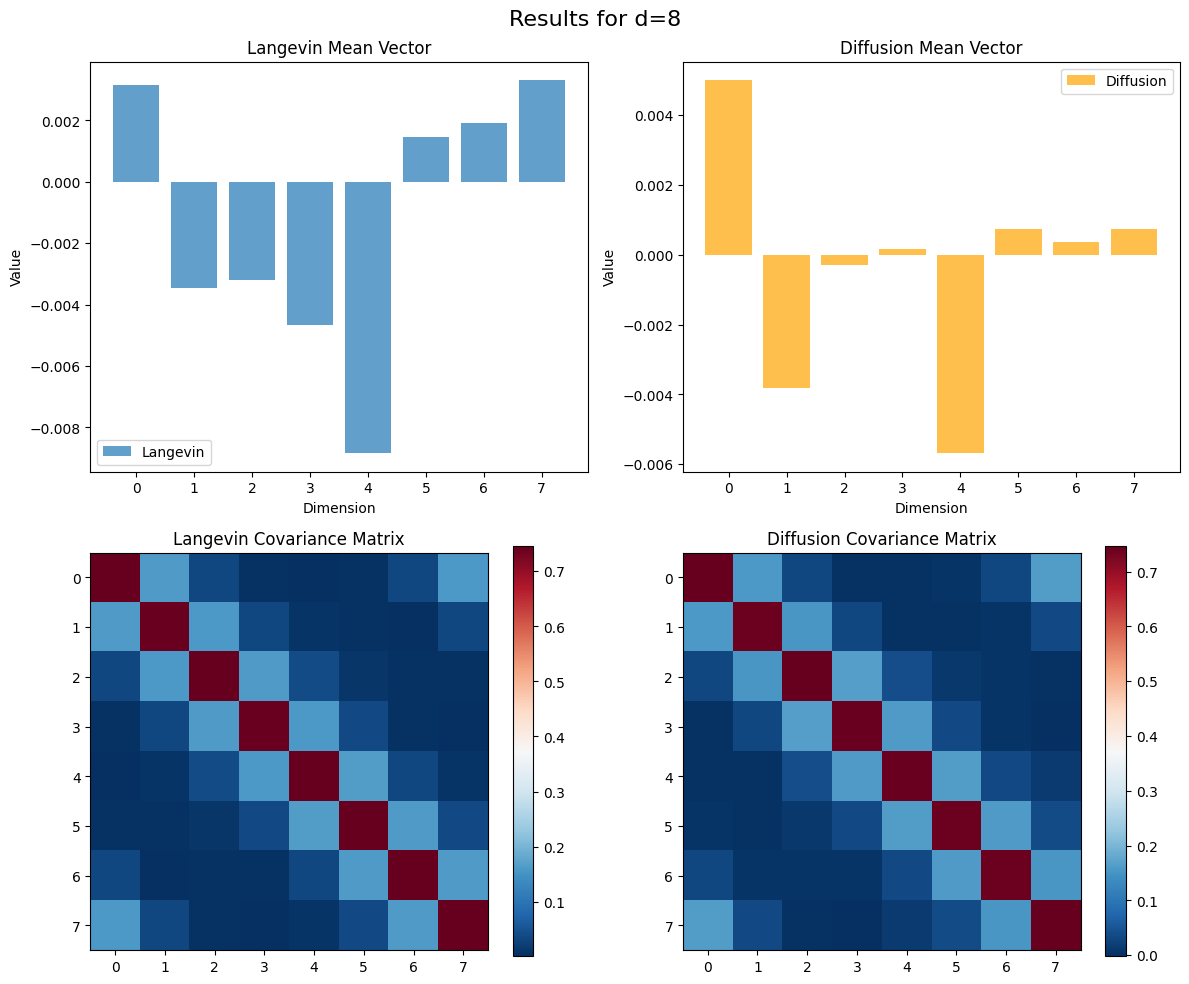 Results for d=8
Langevin Mean Vector
0.002
0.000
−0.002
−0.004
−0.006
−0.008
Value
Langevin
0 1 2 3 4 5 6 7
Dimension
Diffusion Mean Vector
0.004
0.002
0.000
−0.002
−0.004
−0.006
Value
Diffusion
0 1 2 3 4 5 6 7
Dimension
Langevin Covariance Matrix
0
1
2
3
4
5
6
7
0 1 2 3 4 5 6 7
0.7
0.6
0.5
0.4
0.3
0.2
0.1
Diffusion Covariance Matrix
0
1
2
3
4
5
6
7
0 1 2 3 4 5 6 7
0.7
0.6
0.5
0.4
0.3
0.2
0.1
0.0